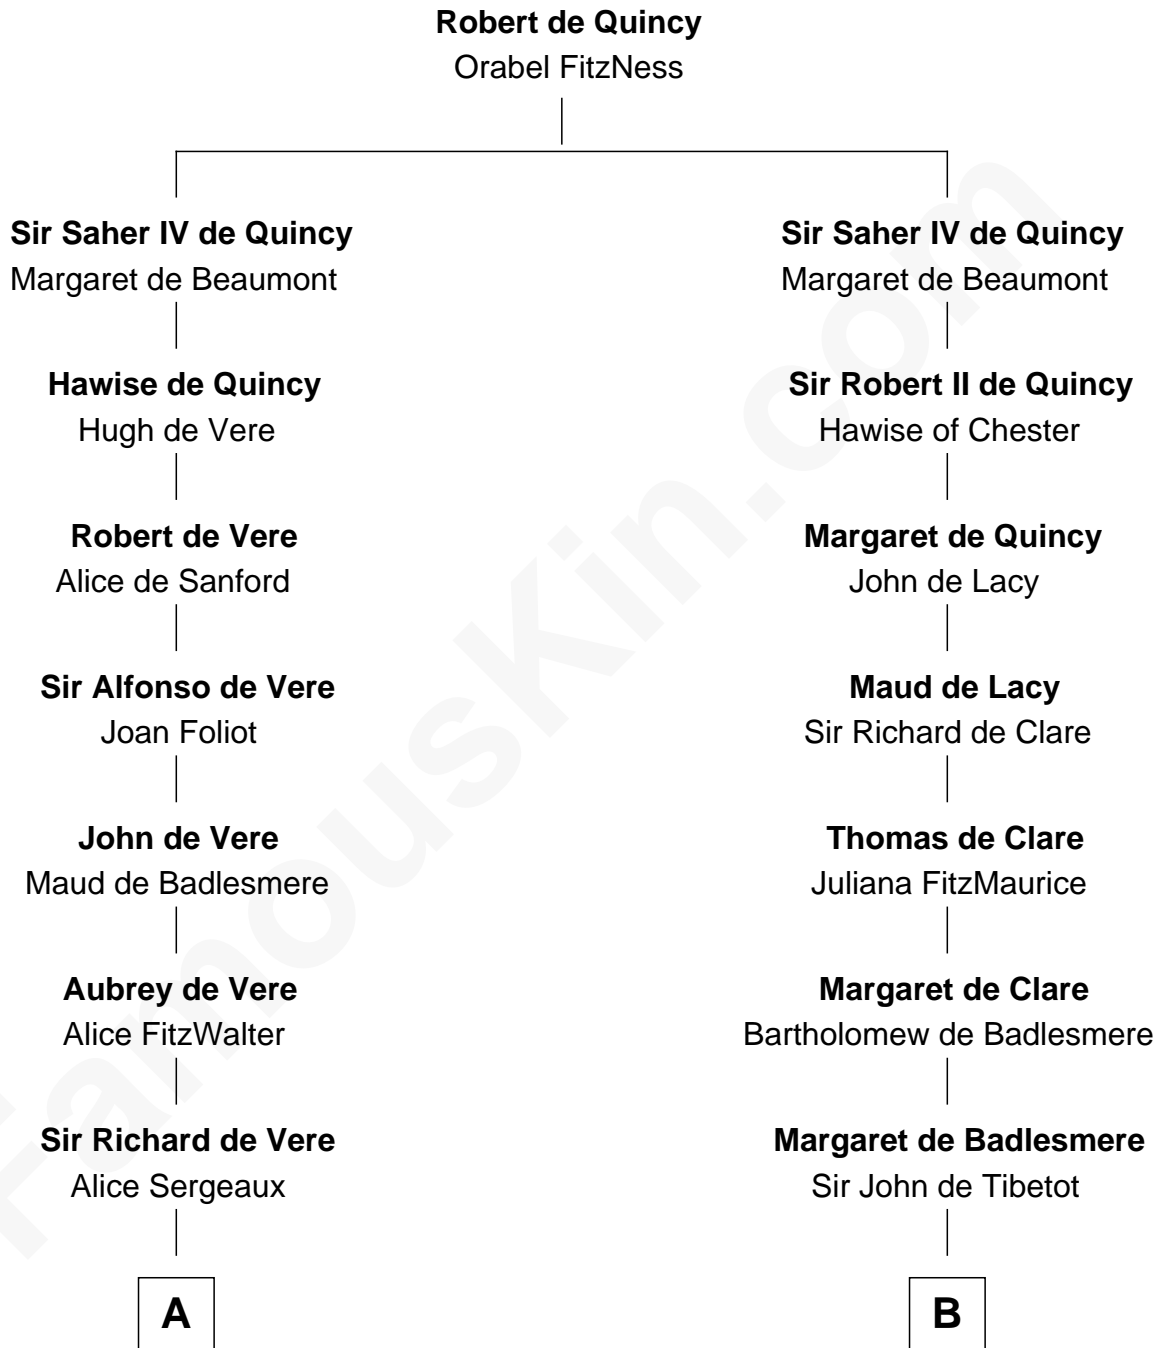 Robert de Quincy
Orabel FitzNess
Sir Saher IV de Quincy
Margaret de Beaumont
Sir Saher IV de Quincy
Margaret de Beaumont
Hawise de Quincy
Hugh de Vere
Sir Robert II de Quincy
Hawise of Chester
Robert de Vere
Alice de Sanford
Margaret de Quincy
John de Lacy
Sir Alfonso de Vere
Joan Foliot
Maud de Lacy
Sir Richard de Clare
John de Vere
Maud de Badlesmere
Thomas de Clare
Juliana FitzMaurice
Aubrey de Vere
Alice FitzWalter
Margaret de Clare
Bartholomew de Badlesmere
Sir Richard de Vere
Alice Sergeaux
Margaret de Badlesmere
Sir John de Tibetot
A
B
FamousKin.com